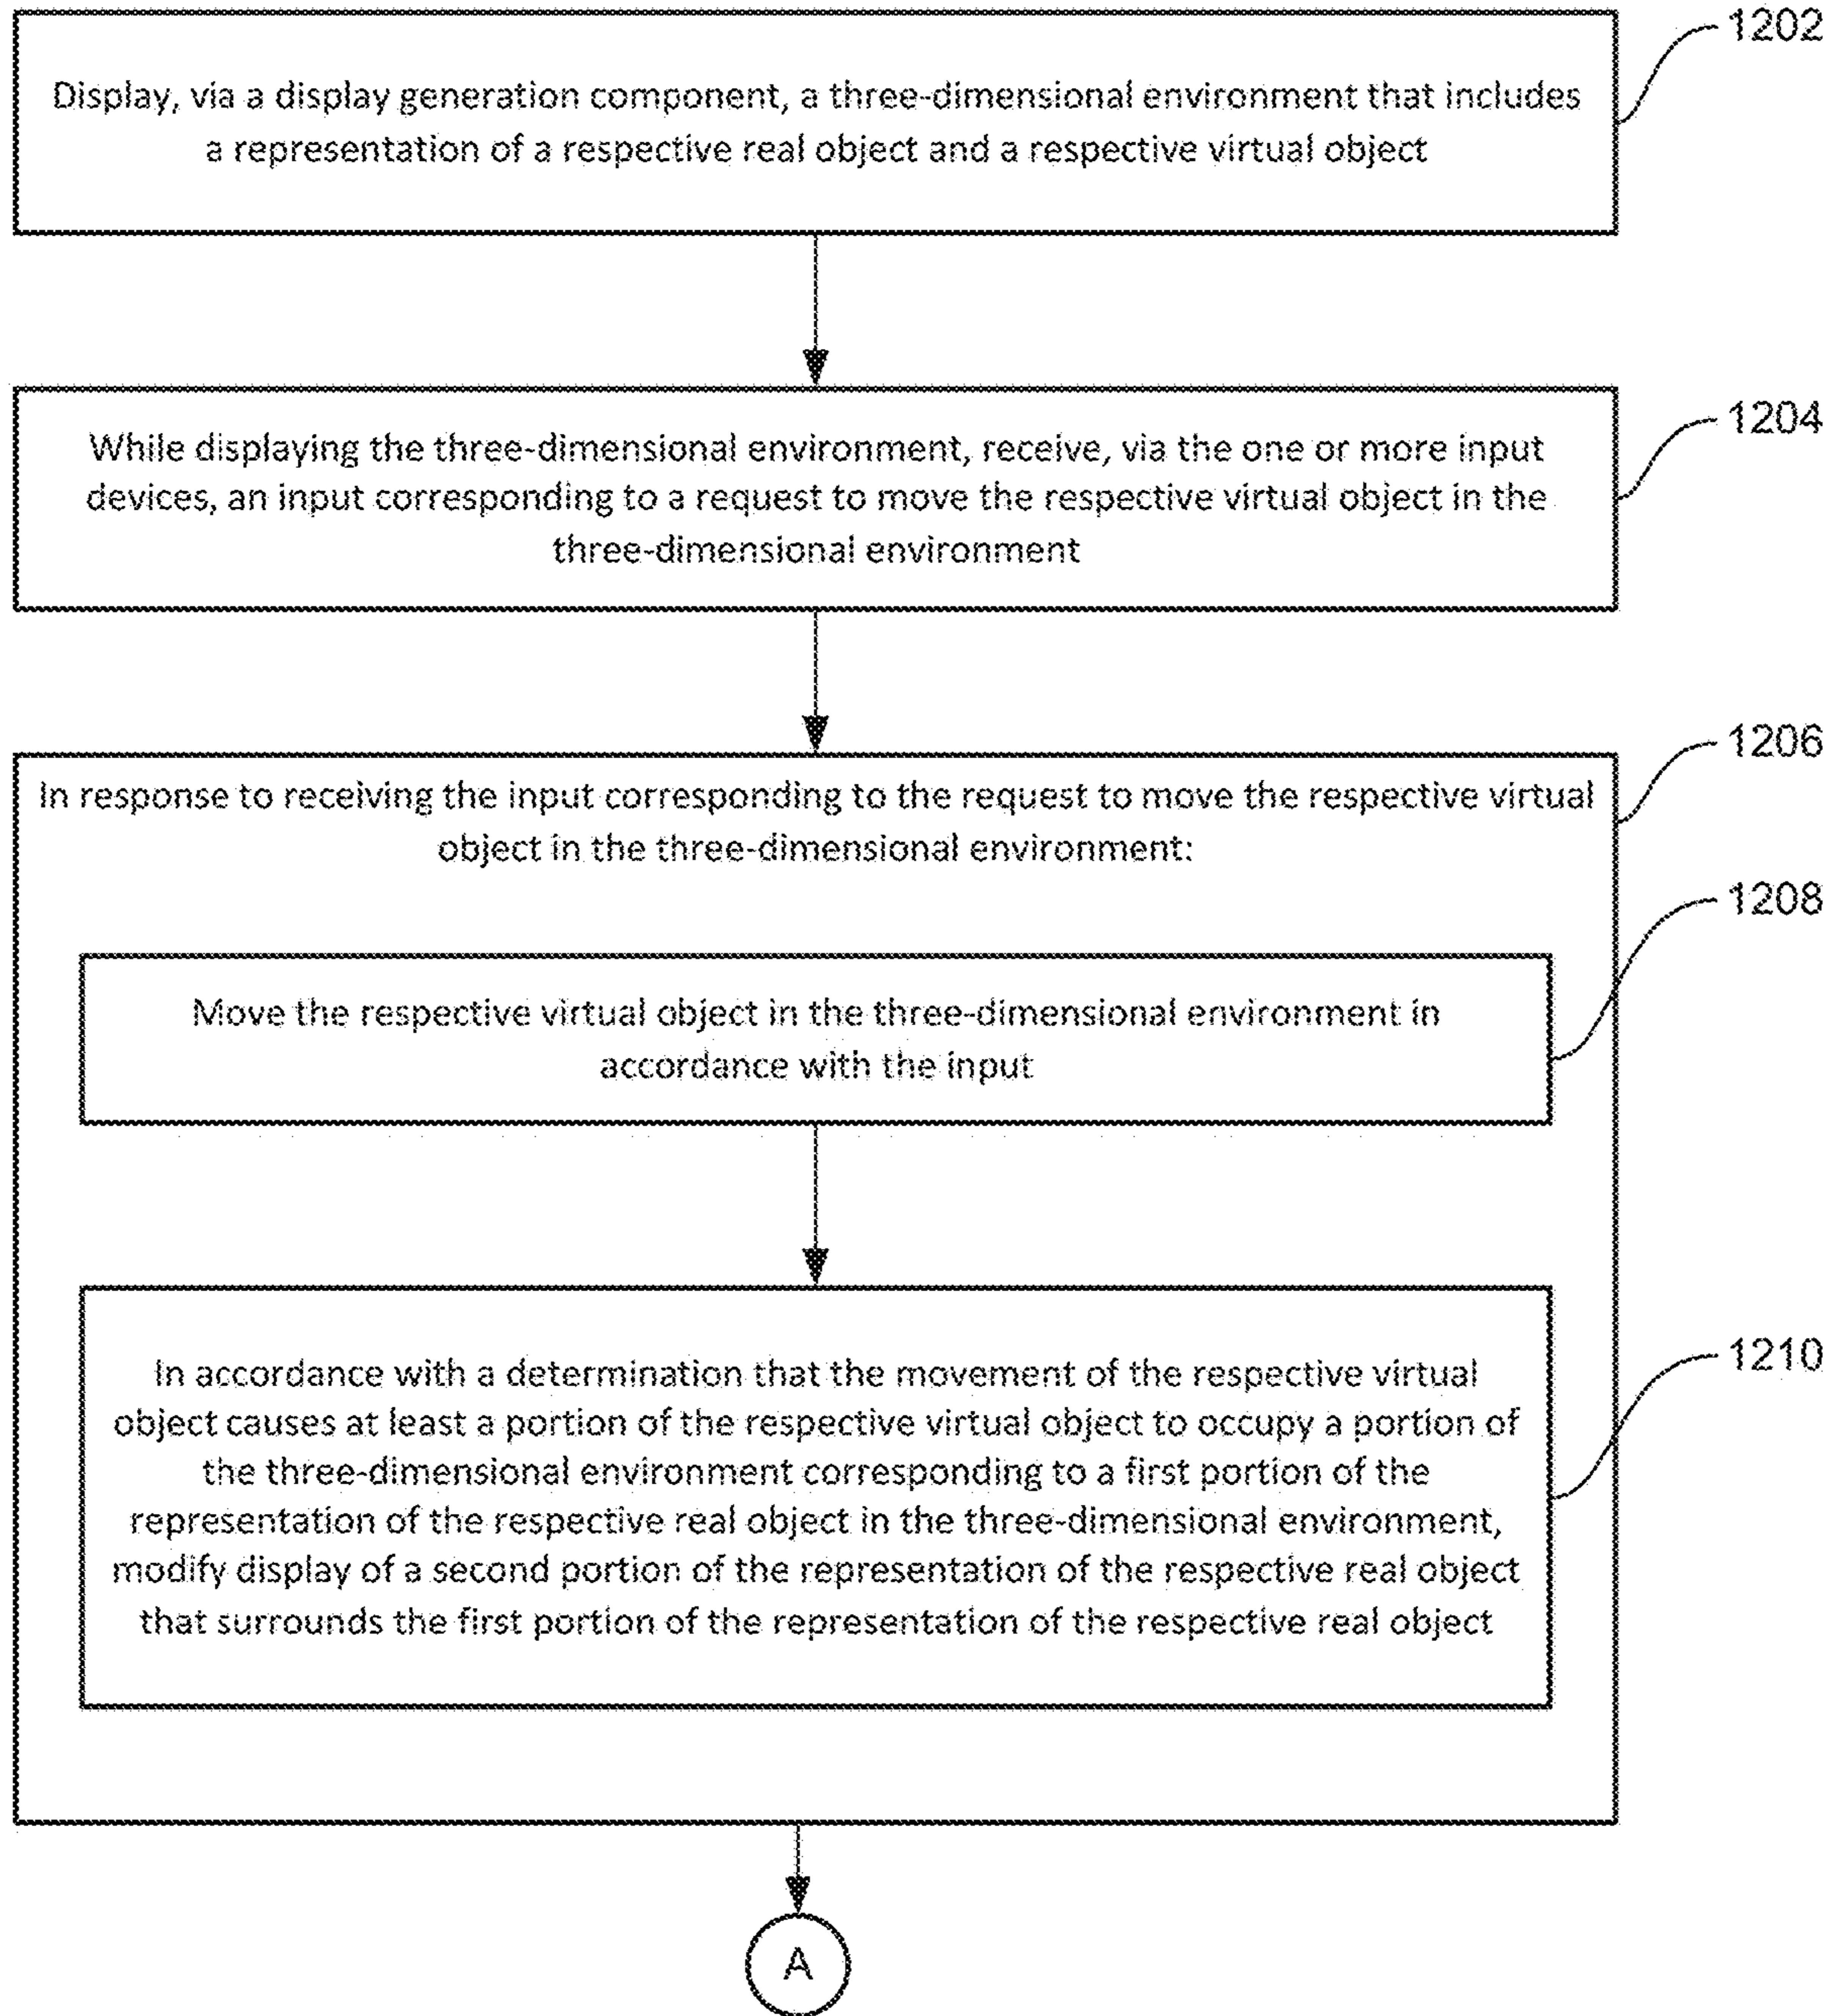 1202
Display, via a display generation component, a three-dimensional environment that includes
a representation of a respective real object and a respective virtual object
1204
While displaying the three-dimensional environment, receive, via the one or more input
devices, an input corresponding to a request to move the respective virtual object in the
three-dimensional environment
1206
In response to receiving the input corresponding to the request to move the respective virtual
object in the three-dimensional environment:
1208
Move the respective virtual object in the three-dimensional environment in
accordance with the input
1210
In accordance with a determination that the movement of the respective virtual
object causes at least a portion of the respective virtual object to occupy a portion of
the three-dimensional environment corresponding to a first portion of the
representation of the respective real object in the three-dimensional environment,
modify display of a second portion of the representation of the respective real object
that surrounds the first portion of the representation of the respective real object
A